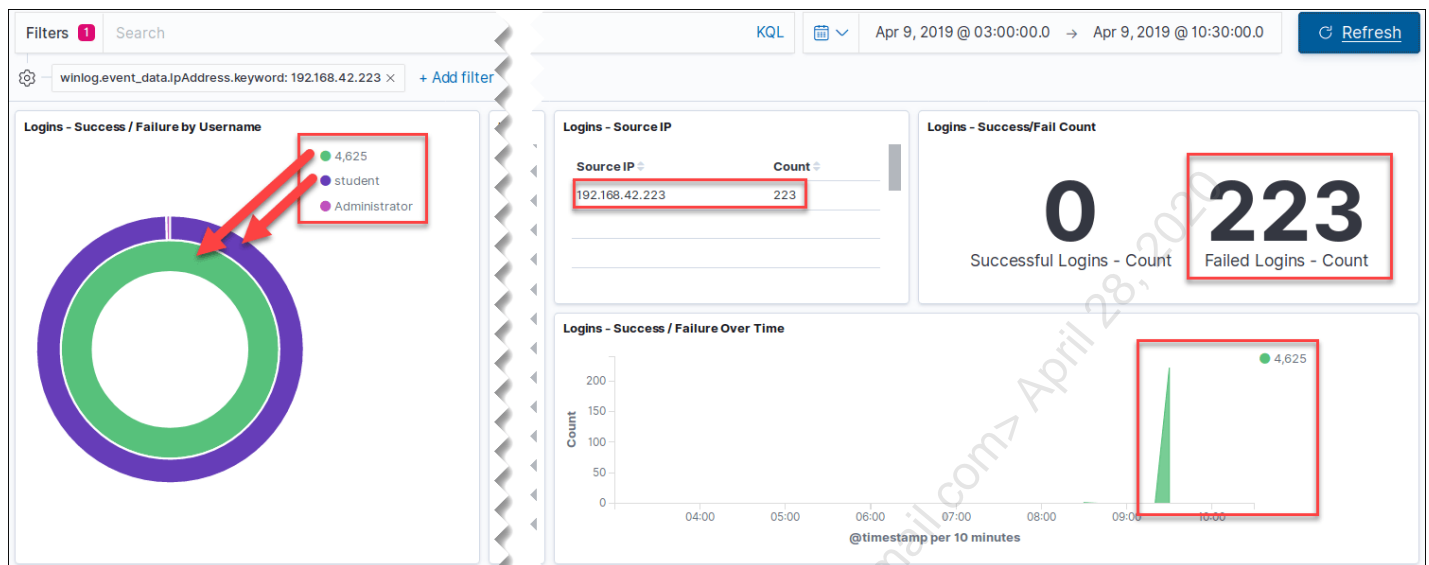 Filters 1 Search KQL Apr 9, 2019 @ 03:00:00.0 → Apr 9, 2019 @ 10:30:00.0 Refresh
winlog.event_data.IpAddress.keyword: 192.168.42.223 × + Add filter
Logins - Success / Failure by Username
4,625
student
Administrator
Logins - Source IP
Source IP Count
192.168.42.223 223
Logins - Success/Fail Count
0
Successful Logins - Count
223
Failed Logins - Count
Logins - Success / Failure Over Time
4,625
Count
200
150
100
50
0
04:00 05:00 06:00 07:00 08:00 09:00 10:00
@timestamp per 10 minutes
mail.com> April 28, 2020